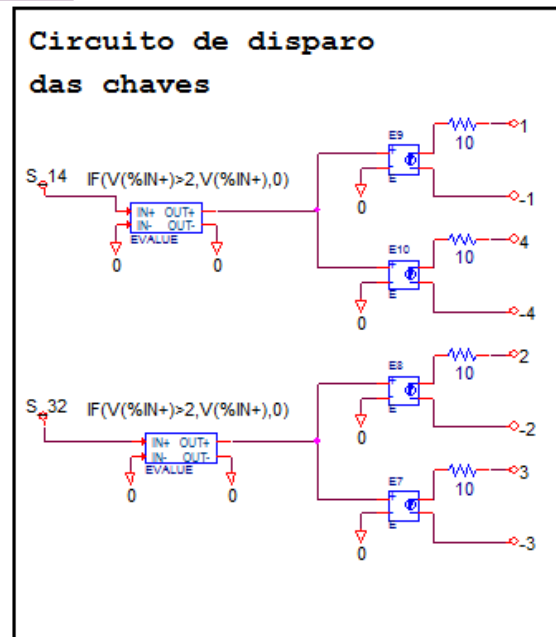 Circuito de disparo
das chaves
S_14 IF(V(%IN+)>2,V(%IN+),0)
IN+ OUT+
IN- OUT-
EVALUE
0 0
E9
E
0
10
1
-1
E10
E
0
10
4
-4
S_32 IF(V(%IN+)>2,V(%IN+),0)
IN+ OUT+
IN- OUT-
EVALUE
0 0
E8
E
0
10
2
-2
E7
E
0
10
3
-3